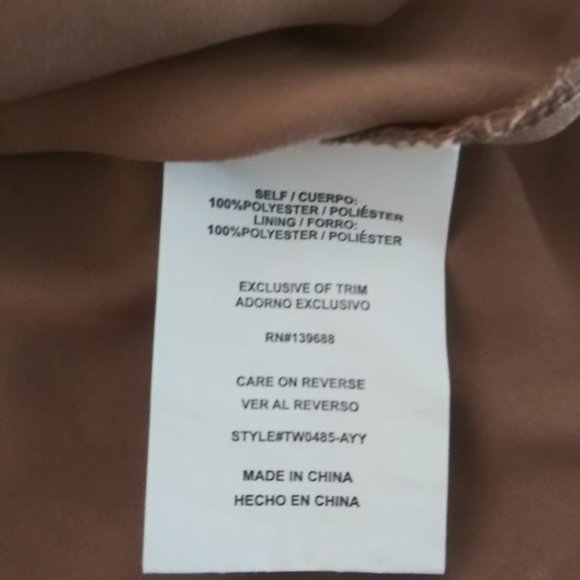 SELF / CUERPO:
100%POLYESTER / POLIÉSTER
LINING / FORRO:
100%POLYESTER / POLIÉSTER
EXCLUSIVE OF TRIM
ADORNO EXCLUSIVO
RN#139688
CARE ON REVERSE
VER AL REVERSO
STYLE#TW0485-AYY
MADE IN CHINA
HECHO EN CHINA